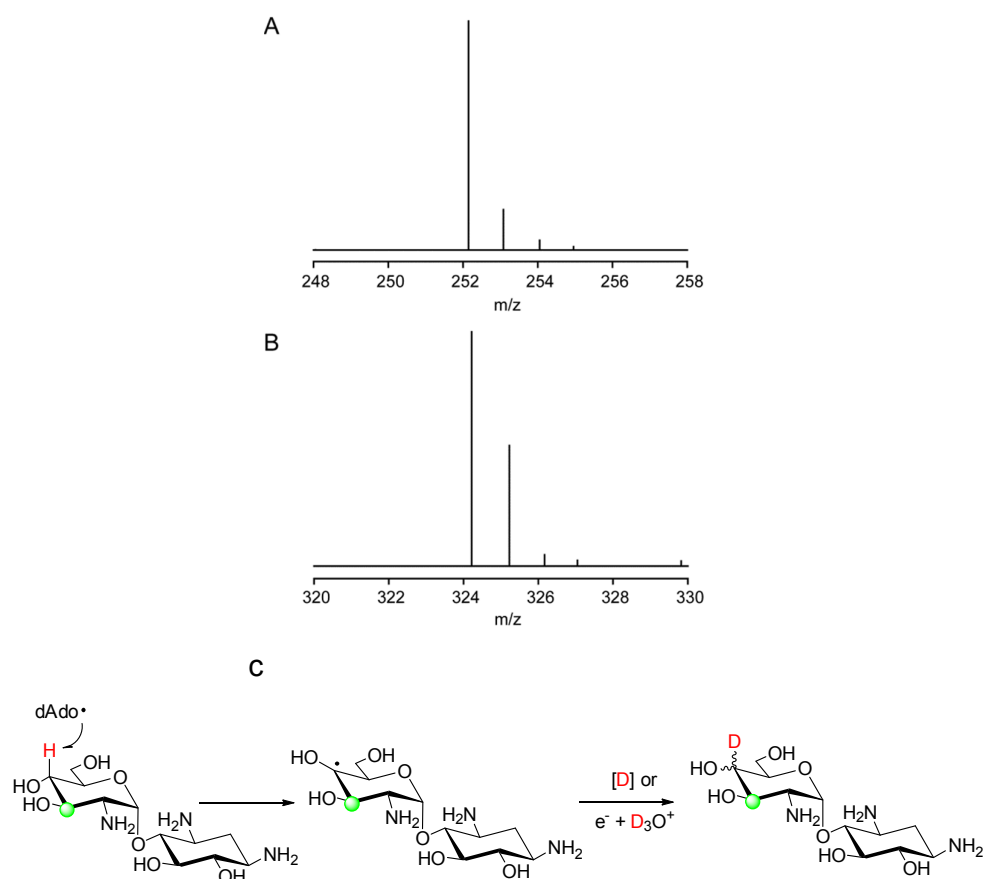 A
248 250 252 254 256 258
m/z
B
320 322 324 326 328 330
m/z
C
dAdo•
H
OH
HO
O
HO
NH2
H2N
O
NH2
HO
OH
HO
•
OH
O
HO
NH2
H2N
O
NH2
HO
OH
[D] or
e- + D3O+
D
OH
HO
O
HO
NH2
H2N
O
NH2
HO
OH